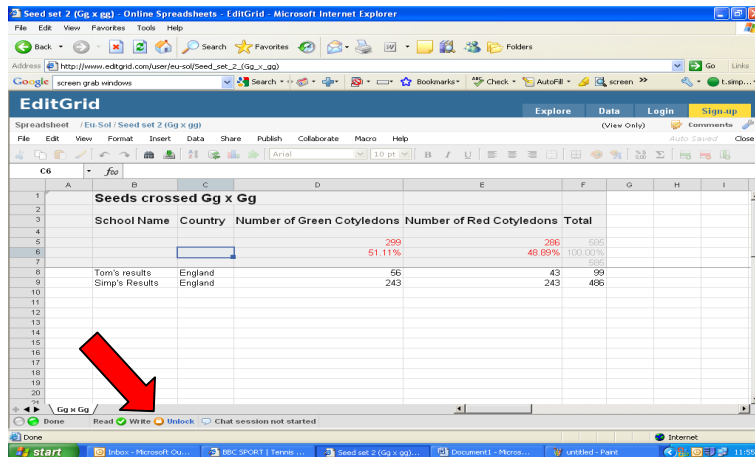 Seed set 2 (Gg x gg) - Online Spreadsheets - EditGrid - Microsoft Internet Explorer
File Edit View Favorites Tools Help
Back Search Favorites Folders
Address http://www.editgrid.com/user/eu-sol/Seed_set_2_(Gg_x_gg) Go Links
Google screen grab windows Search Bookmarks Check AutoFill screen » t.simp...
EditGrid
Explore Data Login Sign-up
Spreadsheet / Eu-Sol / Seed set 2 (Gg x gg) (View Only) Comments
File Edit View Format Insert Data Share Publish Collaborate Macro Help Auto Saved Close
Arial 10 pt B I U Σ
C6 fx
A B C D E F G H I
1 Seeds crossed Gg x Gg
2
3 School Name Country Number of Green Cotyledons Number of Red Cotyledons Total
4
5 299 286 585
6 51.11% 48.89% 100.00%
7 585
8 Tom's results England 56 43 99
9 Simp's Results England 243 243 486
10
11
12
13
14
15
16
17
18
19
20
21
Gg x Gg
Done Read Write Unlock Chat session not started
Done Internet
start Inbox - Microsoft Ou... BBC SPORT | Tennis ... Seed set 2 (Gg x gg)... Document1 - Micros... untitled - Paint